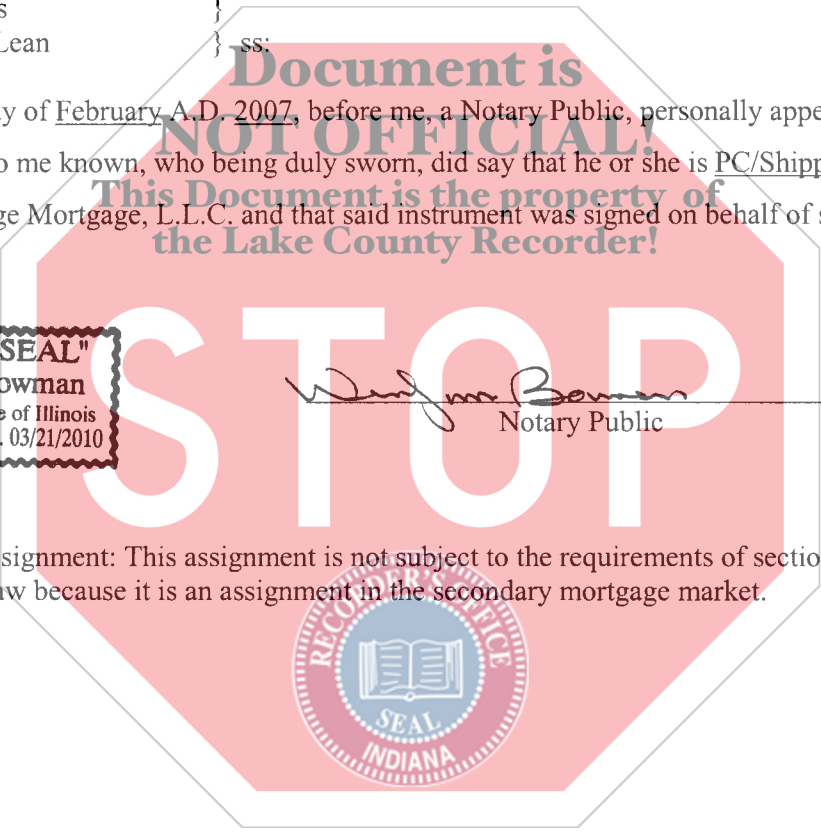 s }
Lean } ss:
Document is
y of February A.D. 2007, before me, a Notary Public, personally appe
NOT OFFICIAL!
o me known, who being duly sworn, did say that he or she is PC/Shipp
This Document is the property of
ge Mortgage, L.L.C. and that said instrument was signed on behalf of s
the Lake County Recorder!
SEAL"
owman
e of Illinois
. 03/21/2010
STOP
Notary Public
signment: This assignment is not subject to the requirements of sectio
aw because it is an assignment in the secondary mortgage market.
RECORDER'S OFFICE
SEAL
INDIANA